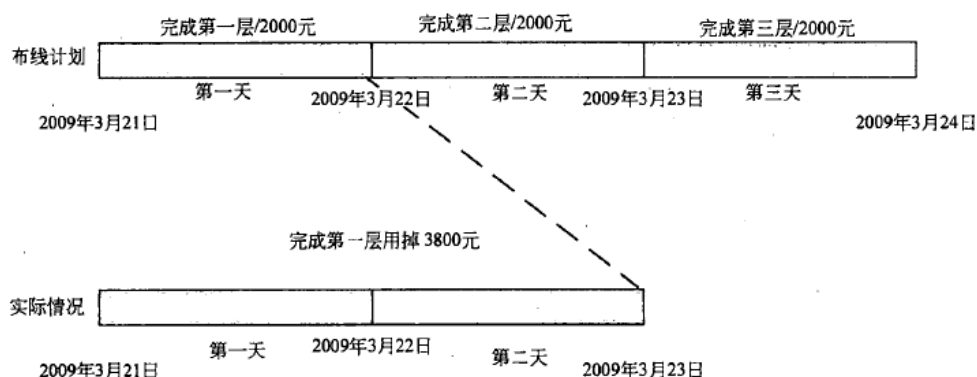 完成第一层/2000元
完成第二层/2000元
完成第三层/2000元
布线计划
第一天
2009年3月22日
第二天
2009年3月23日
第三天
2009年3月21日
2009年3月24日
完成第一层用掉3800元
实际情况
第一天
2009年3月22日
第二天
2009年3月21日
2009年3月23日